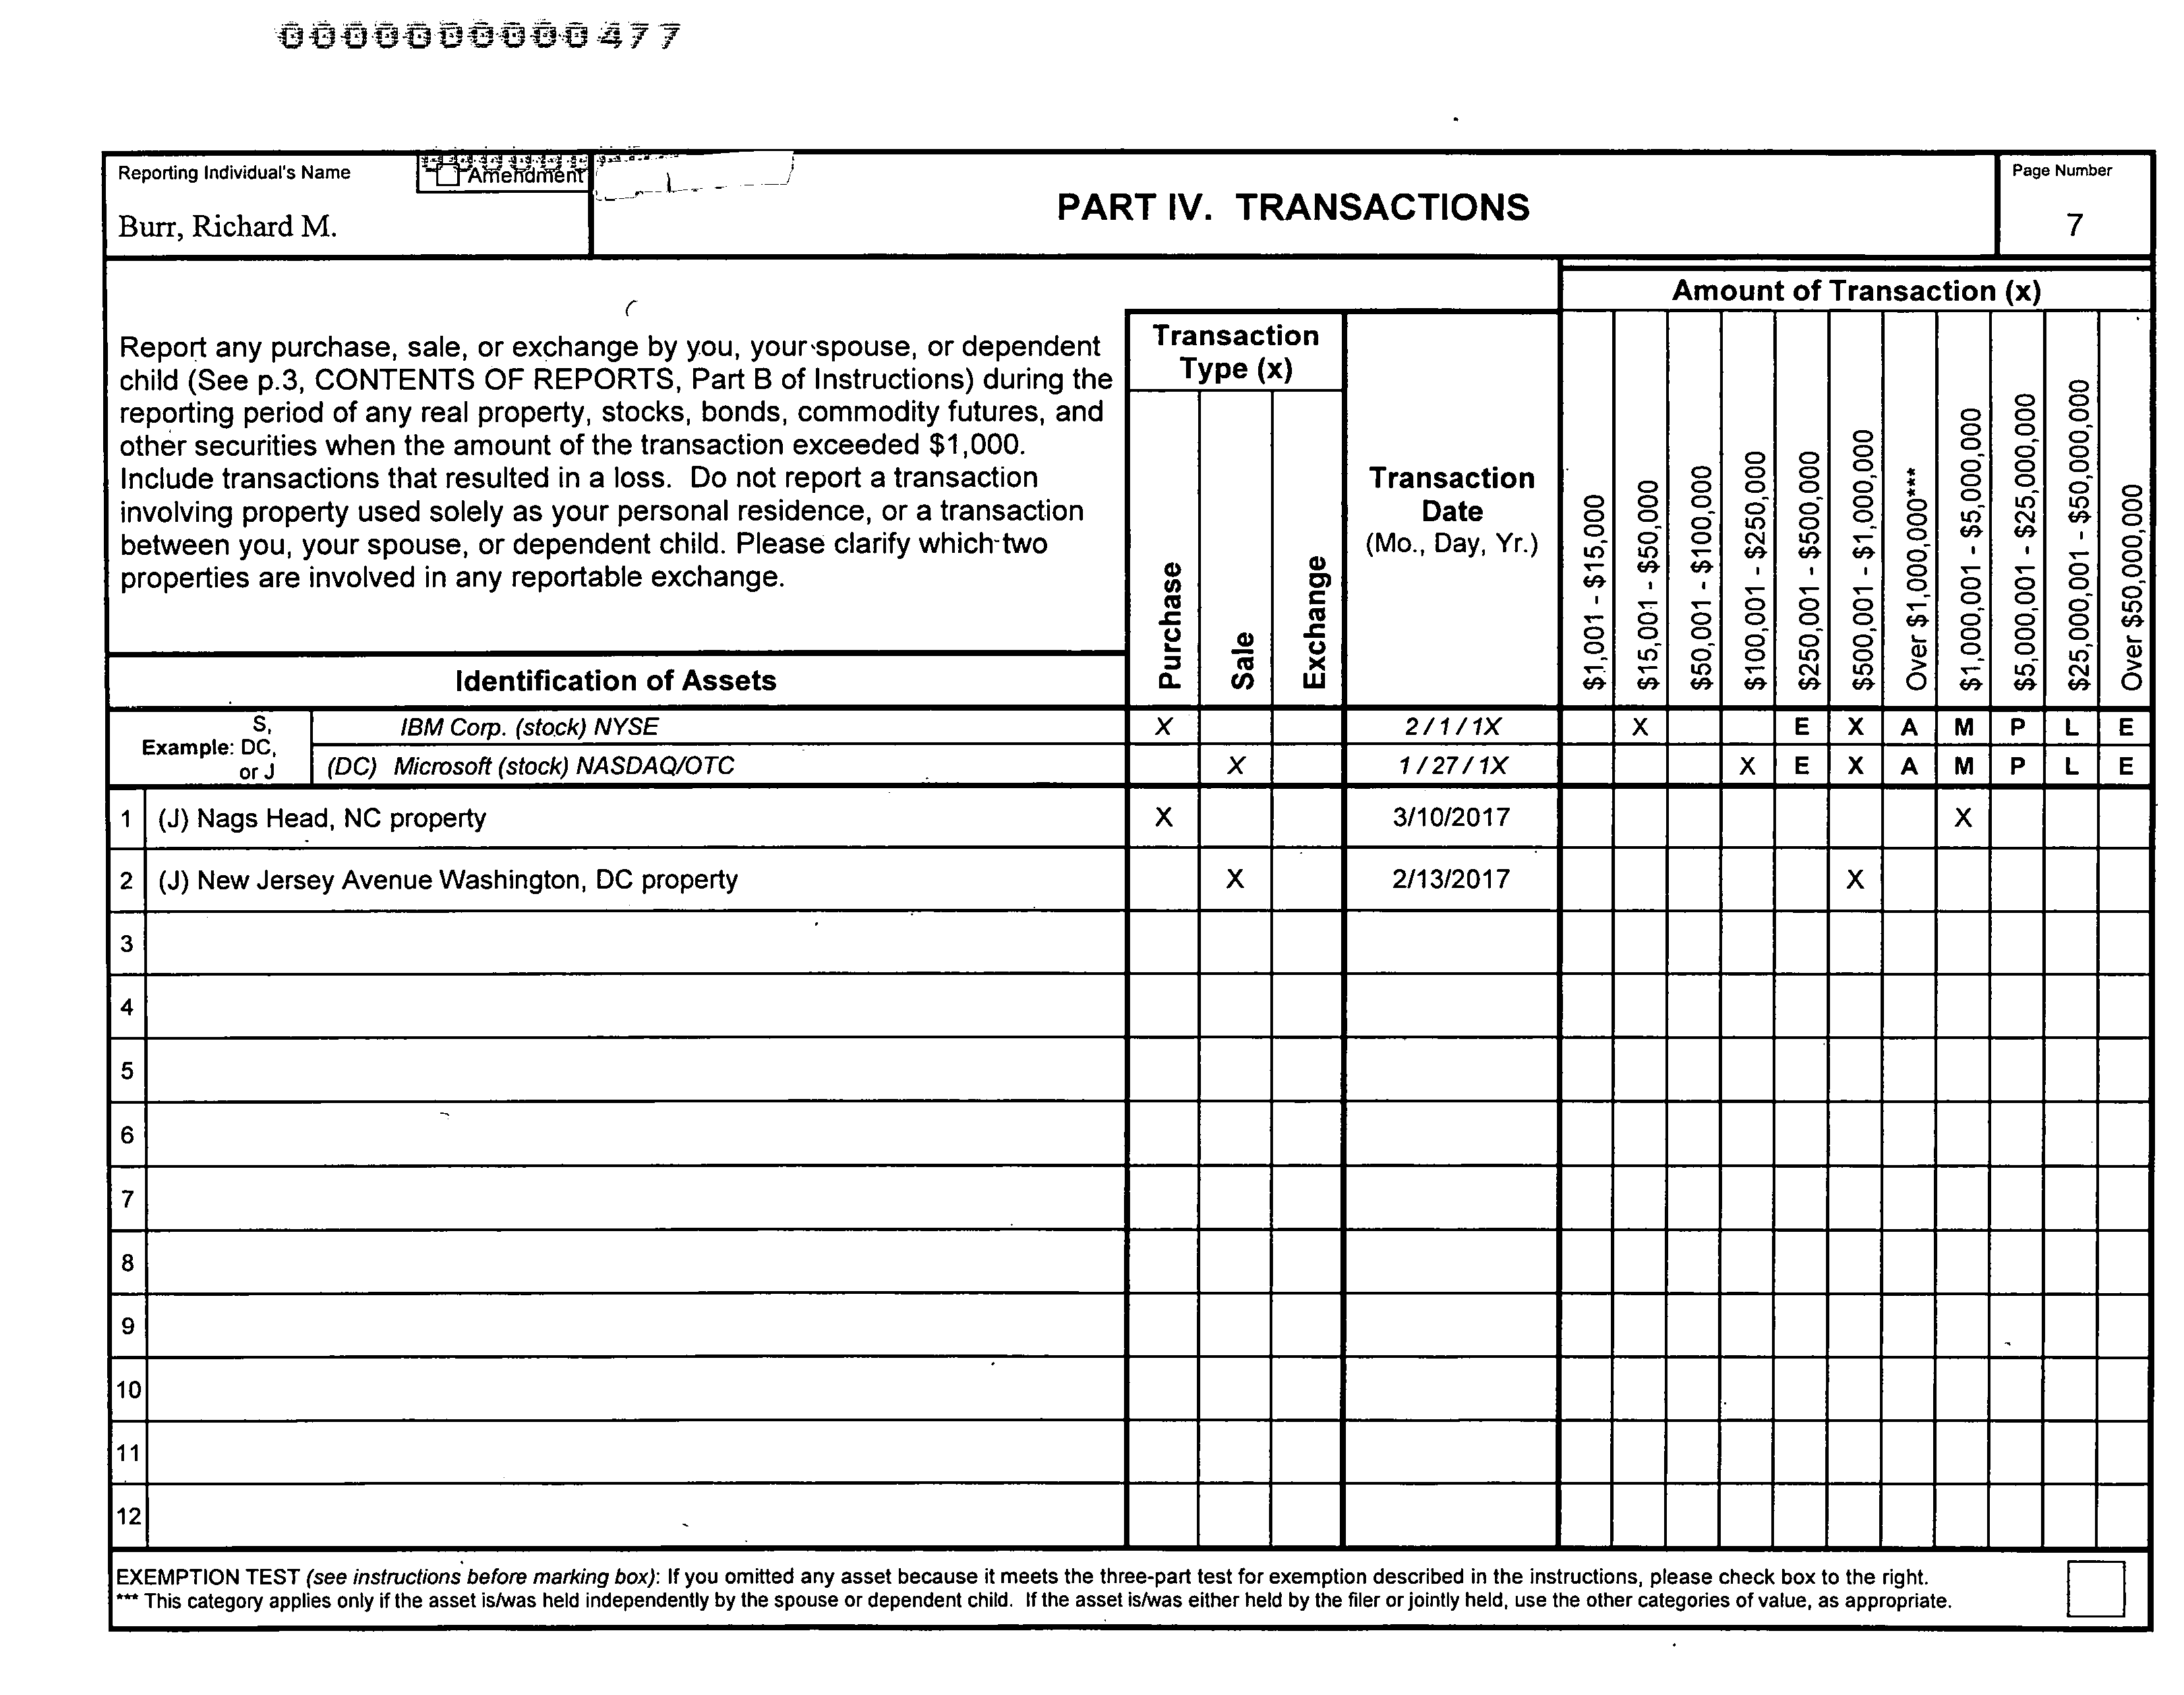 0000000000477
Reporting Individual's Name
Amendment
Burr, Richard M.
PART IV. TRANSACTIONS
Page Number
7
Amount of Transaction (x)
Report any purchase, sale, or exchange by you, your spouse, or dependent
child (See p.3, CONTENTS OF REPORTS, Part B of Instructions) during the
reporting period of any real property, stocks, bonds, commodity futures, and
other securities when the amount of the transaction exceeded $1,000.
Include transactions that resulted in a loss. Do not report a transaction
involving property used solely as your personal residence, or a transaction
between you, your spouse, or dependent child. Please clarify which two
properties are involved in any reportable exchange.
Transaction
Type (x)
Purchase
Sale
Exchange
Transaction
Date
(Mo., Day, Yr.)
$1,001 - $15,000
$15,001 - $50,000
$50,001 - $100,000
$100,001 - $250,000
$250,001 - $500,000
$500,001 - $1,000,000
Over $1,000,000***
$1,000,001 - $5,000,000
$5,000,001 - $25,000,000
$25,000,001 - $50,000,000
Over $50,000,000
Identification of Assets
Example: S, DC, or J
IBM Corp. (stock) NYSE X 2 / 1 / 1X X E X A M P L E
(DC) Microsoft (stock) NASDAQ/OTC X 1 / 27 / 1X X E X A M P L E
1 (J) Nags Head, NC property X 3/10/2017 X
2 (J) New Jersey Avenue Washington, DC property X 2/13/2017 X
3
4
5
6
7
8
9
10
11
12
EXEMPTION TEST (see instructions before marking box): If you omitted any asset because it meets the three-part test for exemption described in the instructions, please check box to the right.
*** This category applies only if the asset is/was held independently by the spouse or dependent child. If the asset is/was either held by the filer or jointly held, use the other categories of value, as appropriate.